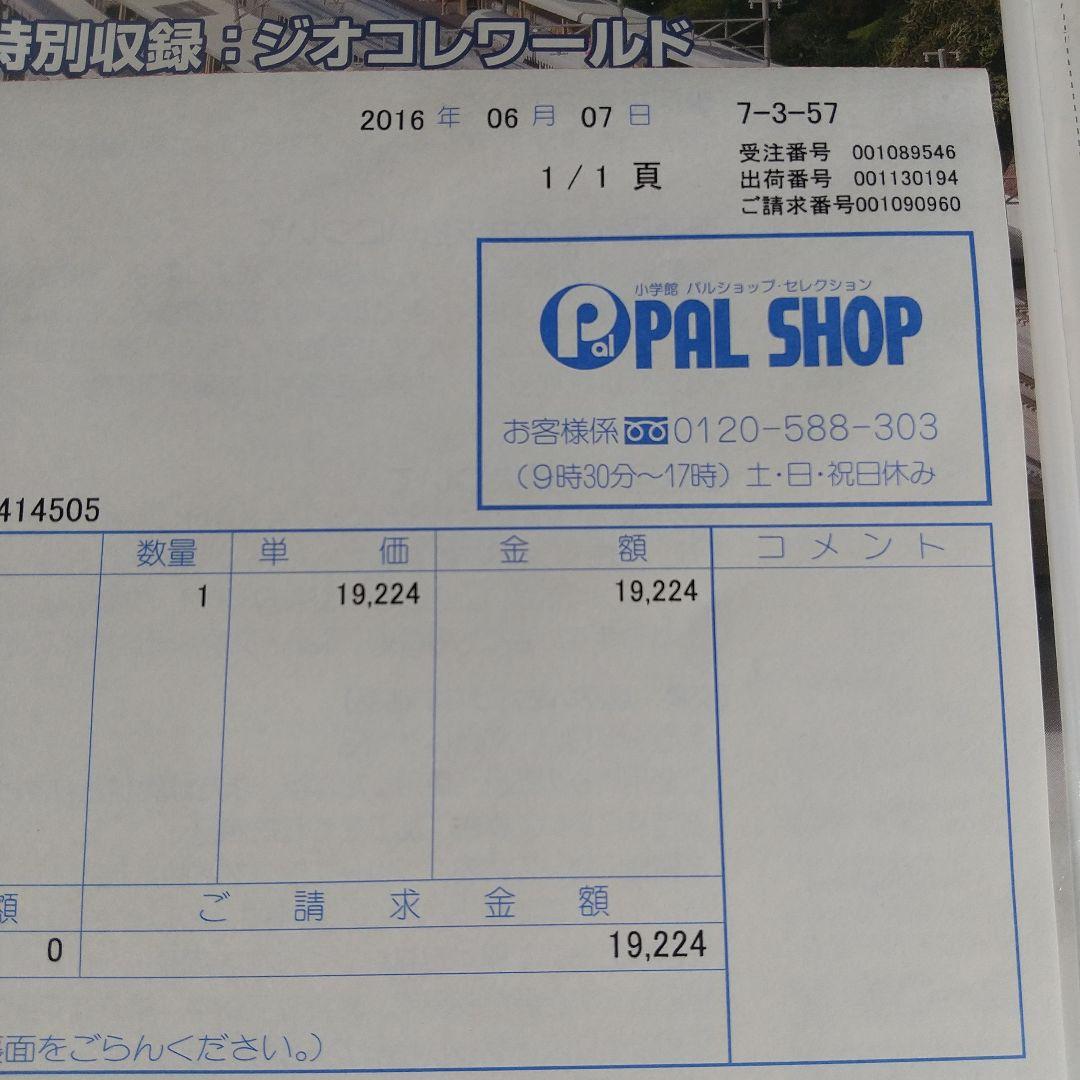 特別収録：ジオコレワールド
2016 年 06 月 07 日 7-3-57
1 / 1 頁
受注番号 001089546
出荷番号 001130194
ご請求番号001090960
小学館 パルショップ・セレクション
Pal PAL SHOP
お客様係 0120-588-303
（9時30分～17時）土・日・祝日休み
414505
数量 単価 金額 コメント
1 19,224 19,224
額 ご請求金額
0 19,224
面をごらんください。）